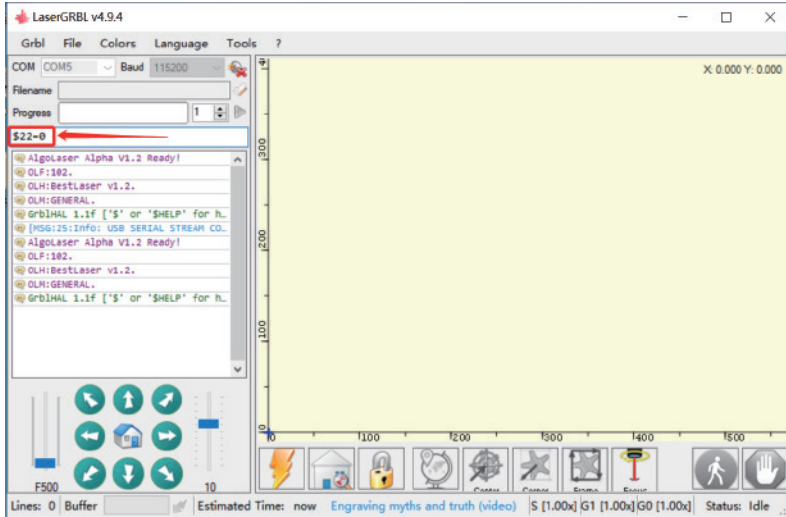 LaserGRBL v4.9.4
Grbl File Colors Language Tools ?
COM COM5 Baud 115200
X: 0.000 Y: 0.000
Filename
Progress 1
$22=0
AlgoLaser Alpha V1.2 Ready!
OLF:102.
OLH:BestLaser v1.2.
OLM:GENERAL.
GrblHAL 1.1f ['$' or '$HELP' for h…
[MSG:25:Info: USB SERIAL STREAM CO…
AlgoLaser Alpha V1.2 Ready!
OLF:102.
OLH:BestLaser v1.2.
OLM:GENERAL.
GrblHAL 1.1f ['$' or '$HELP' for h…
300
200
100
0
0 100 200 300 400 500
F500 10
Center Corner Frame Focus
Lines: 0 Buffer Estimated Time: now Engraving myths and truth (video) S [1.00x] G1 [1.00x] G0 [1.00x] Status: Idle